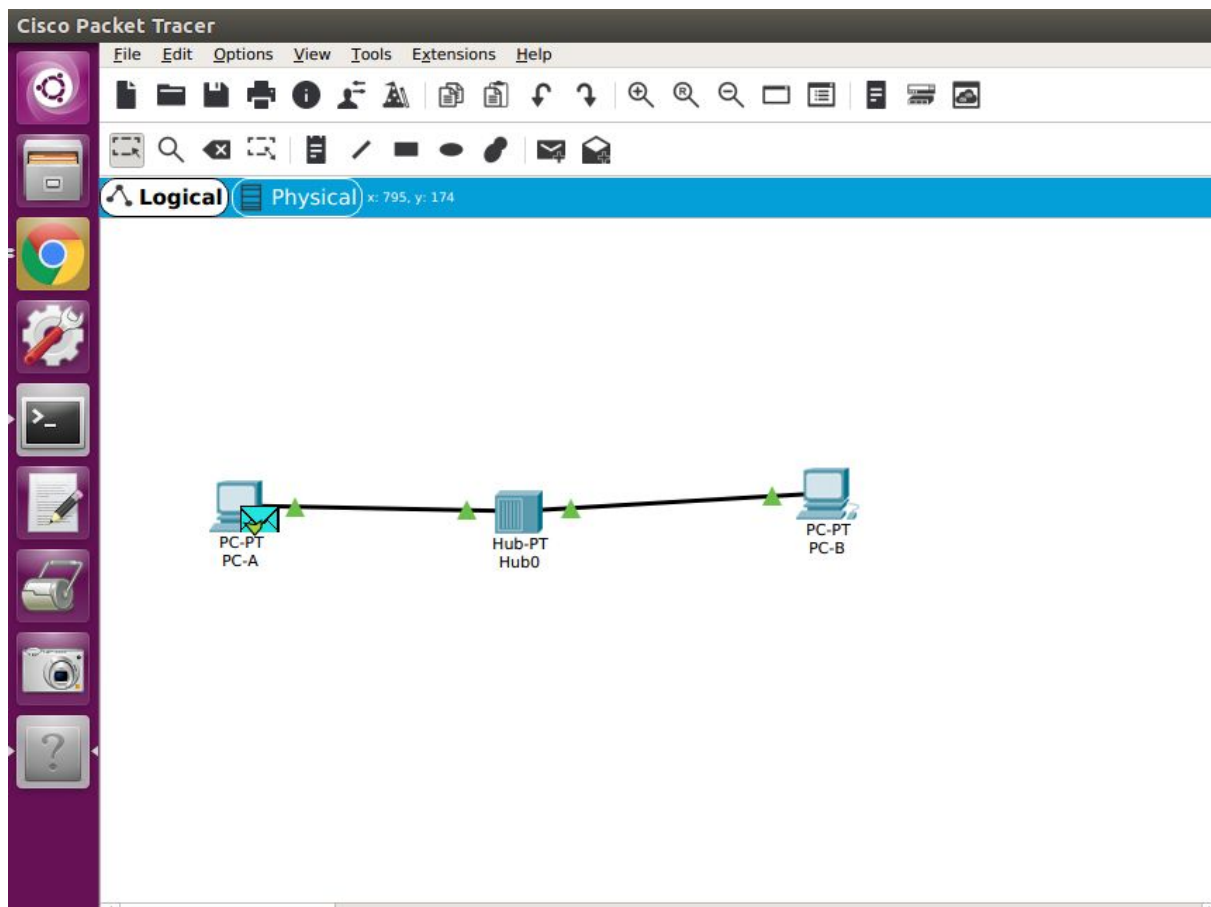 Cisco Packet Tracer
File Edit Options View Tools Extensions Help
Logical Physical x: 795, y: 174
PC-PT
PC-A
Hub-PT
Hub0
PC-PT
PC-B